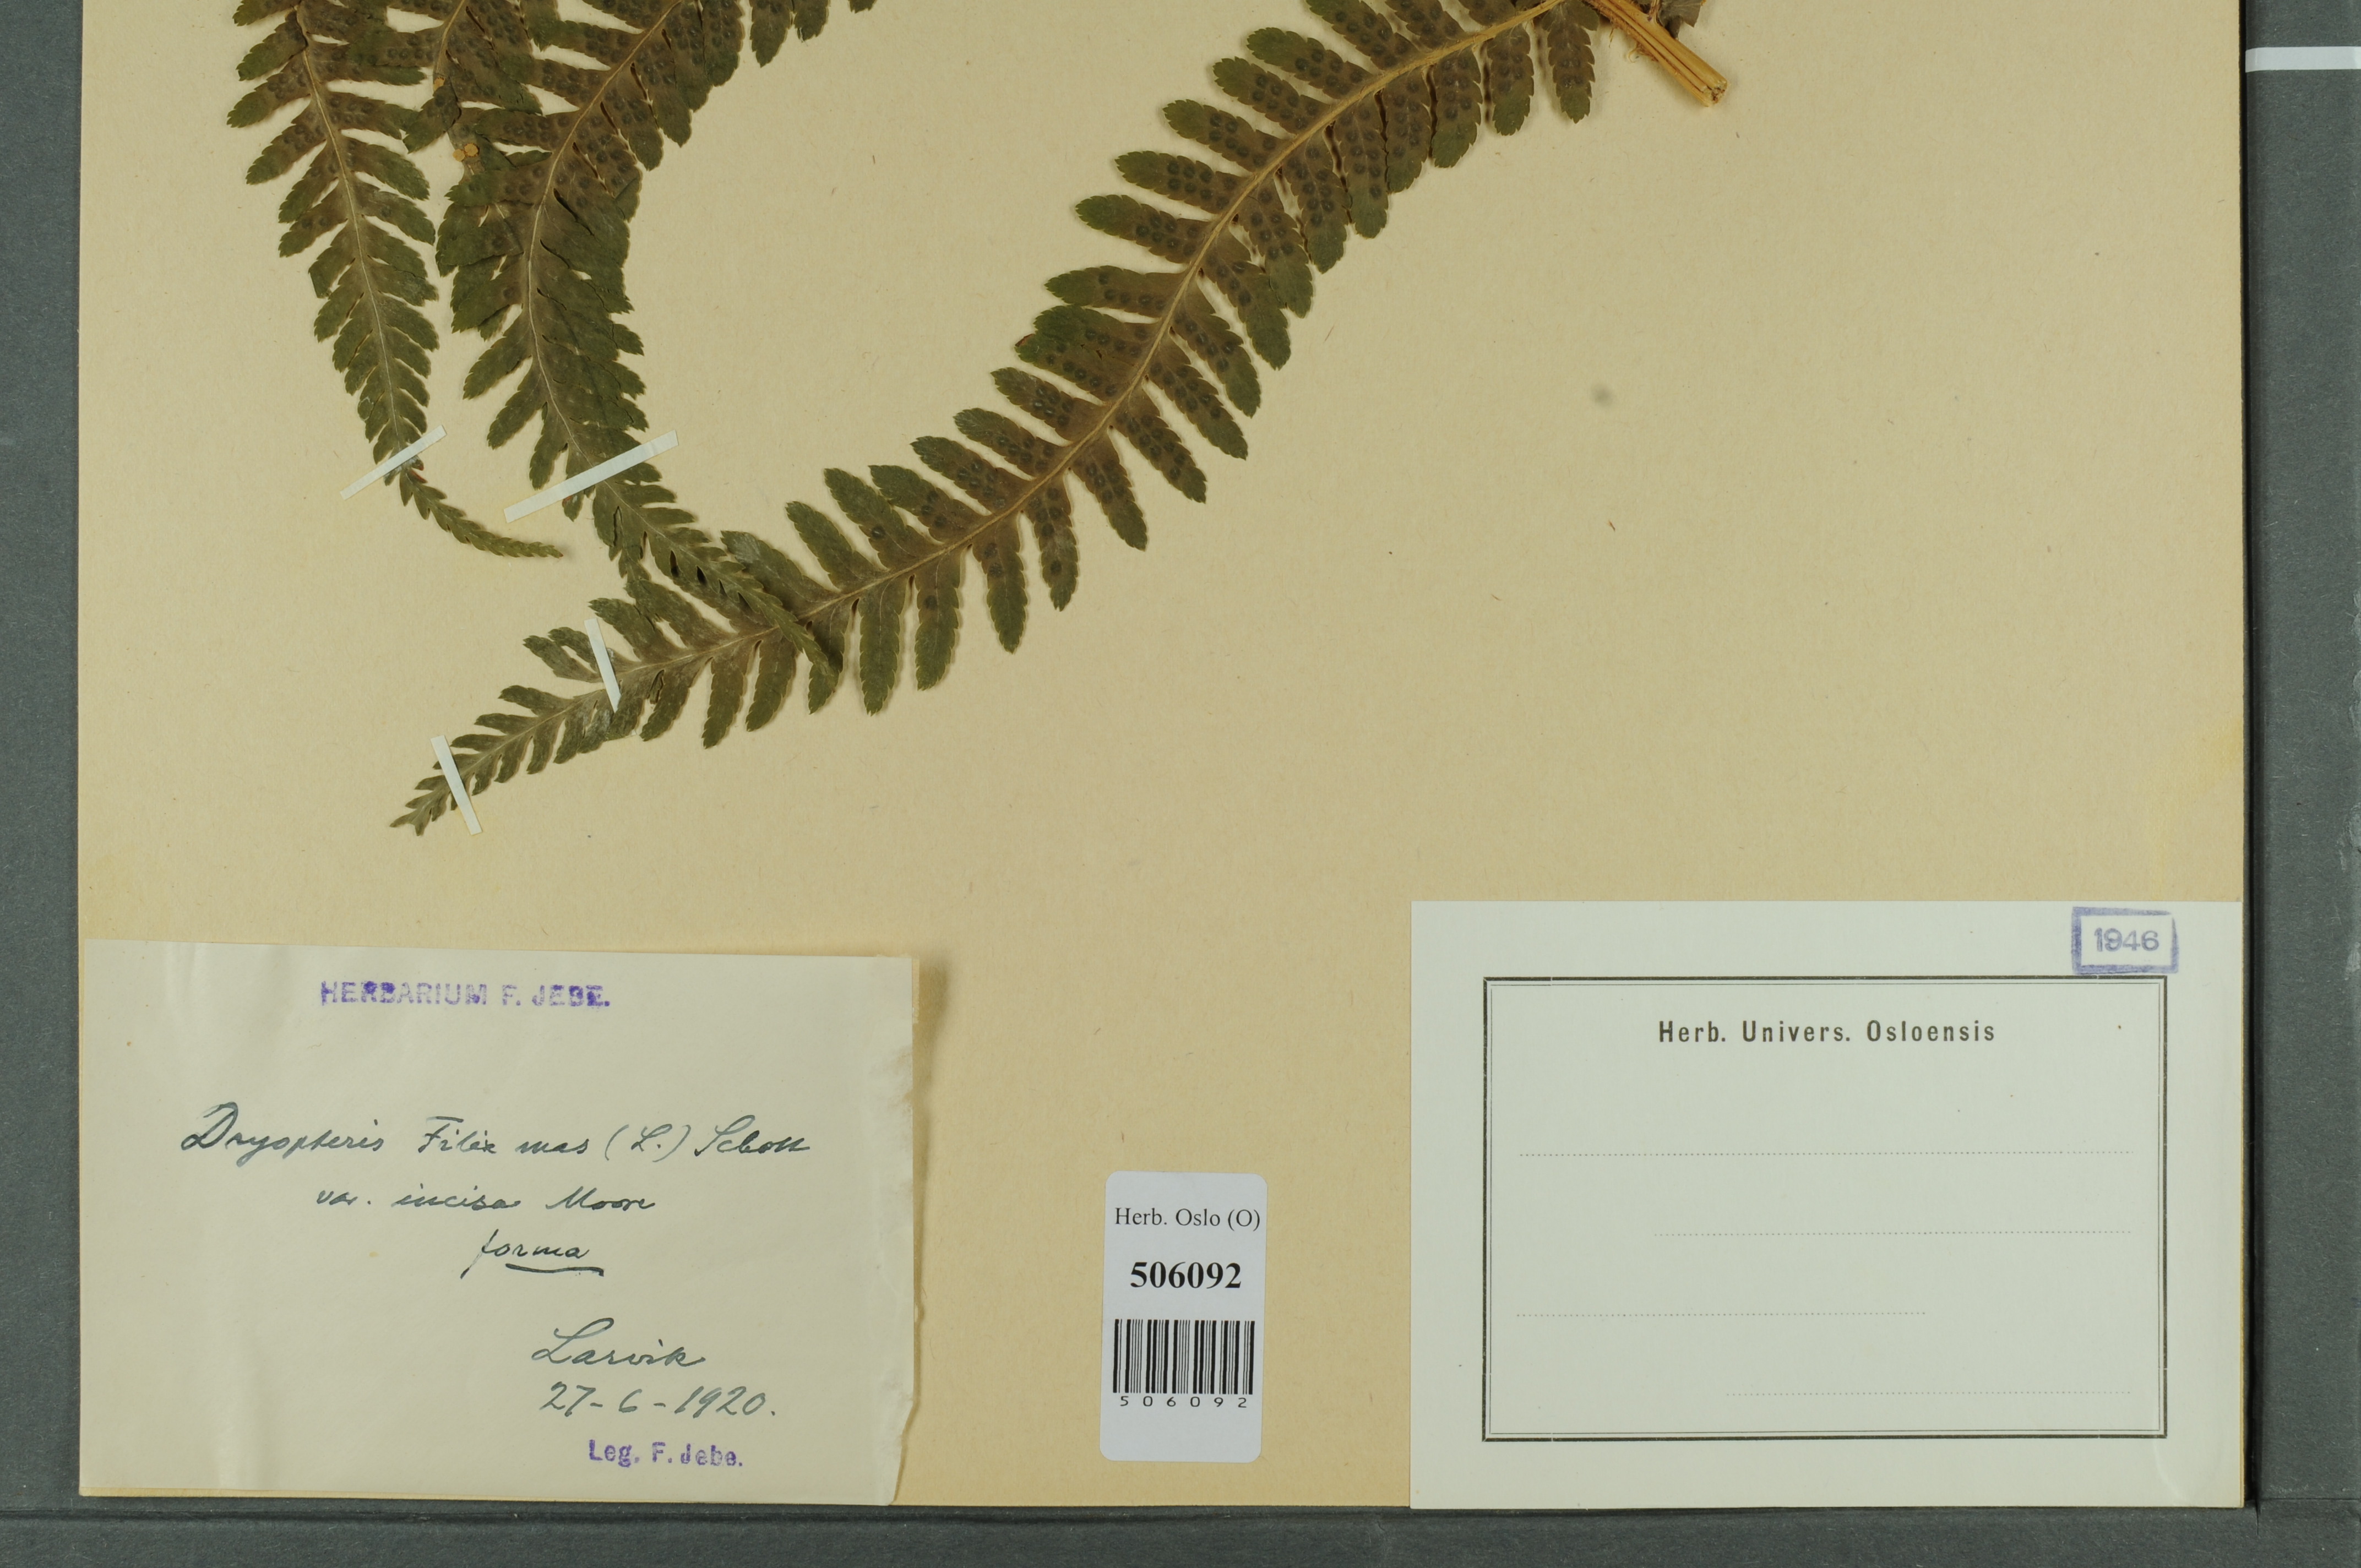 HERBARIUM F. JEBE.
Dryopteris Filix mas (L.) Schott
var. incisa Moore
forma
Larvik
27-6-1920.
Leg. F. Jebe.
Herb. Oslo (O)
506092
506092
1946
Herb. Univers. Osloensis